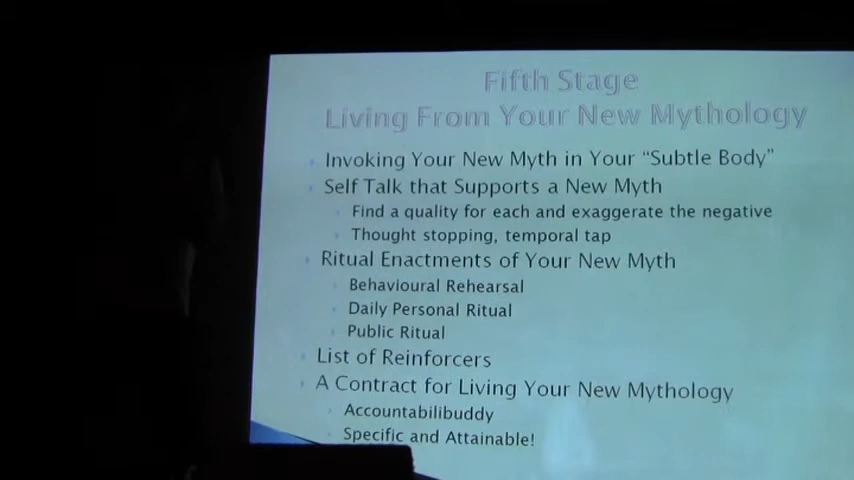 Fifth Stage
Living From Your New Mythology
Invoking Your New Myth in Your “Subtle Body”
Self Talk that Supports a New Myth
Find a quality for each and exaggerate the negative
Thought stopping, temporal tap
Ritual Enactments of Your New Myth
Behavioural Rehearsal
Daily Personal Ritual
Public Ritual
List of Reinforcers
A Contract for Living Your New Mythology
Accountabilibuddy
Specific and Attainable!